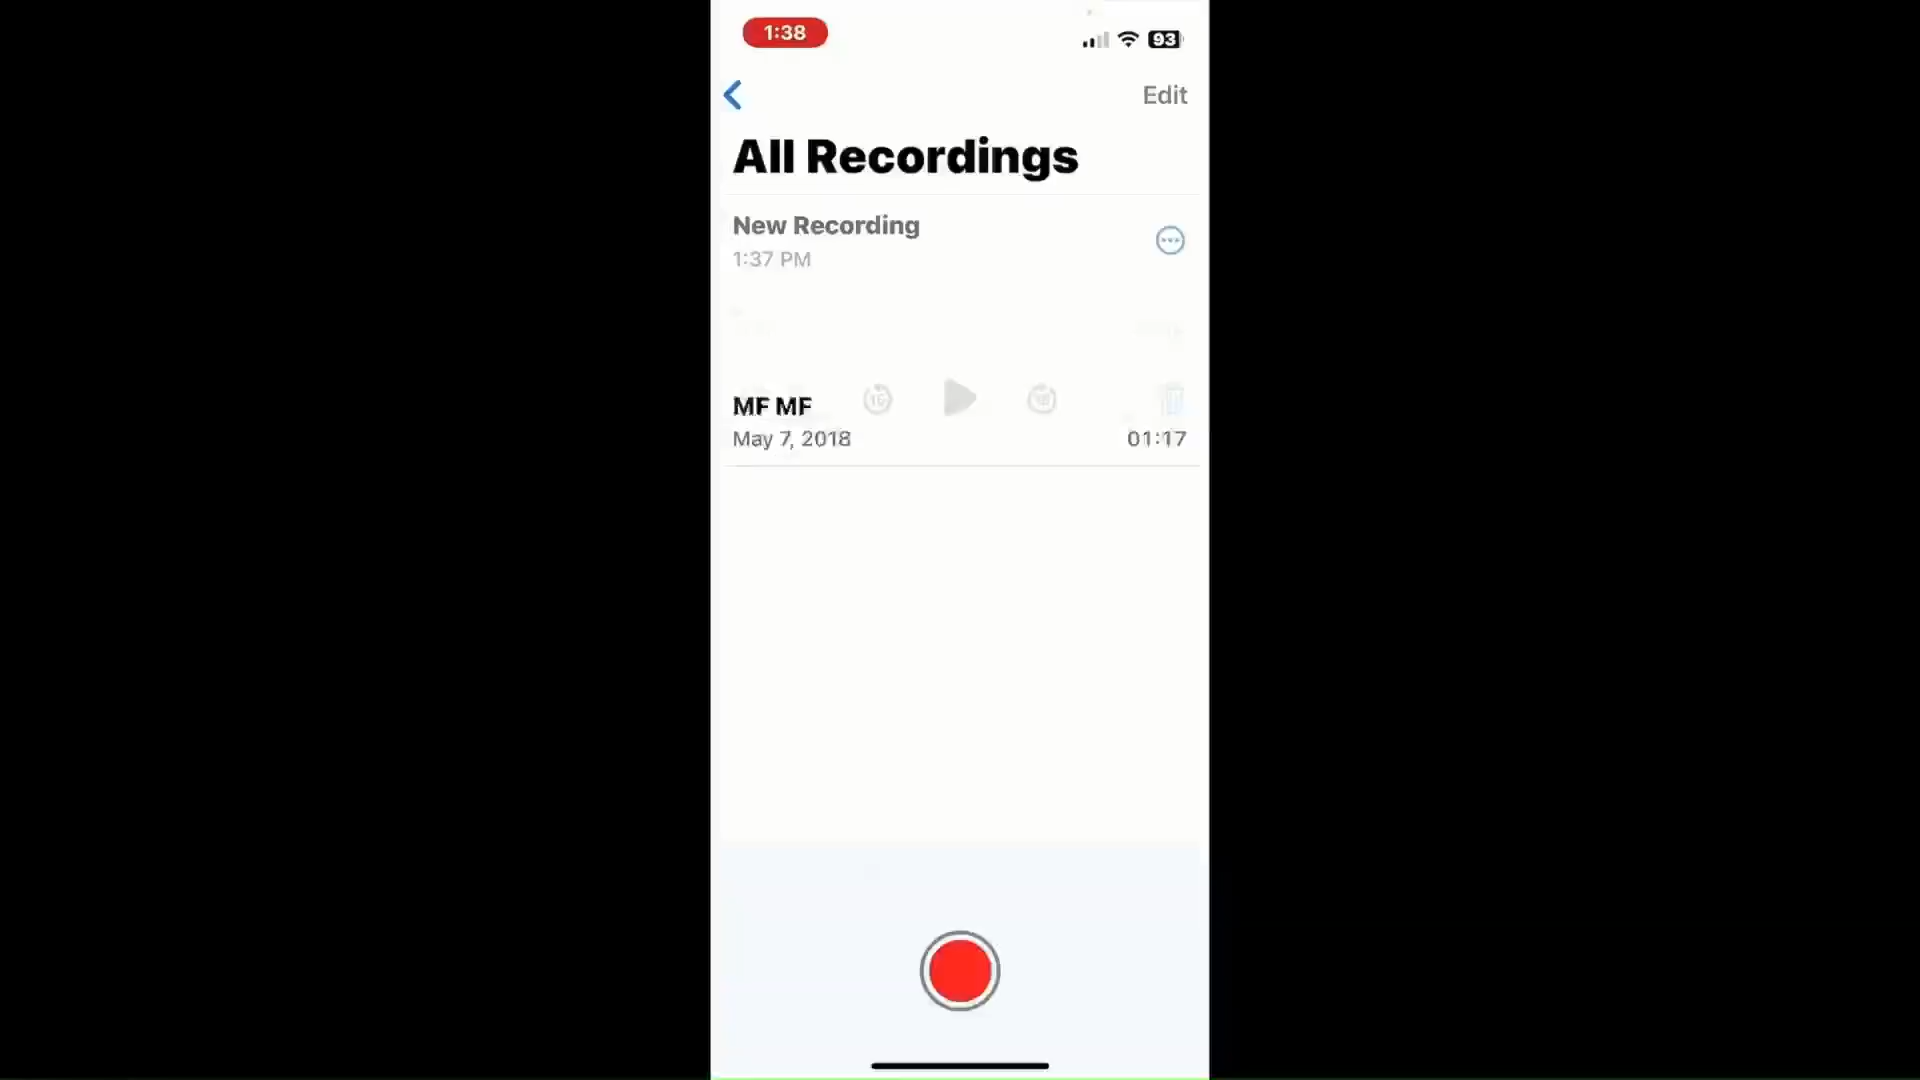 1:38
93
Edit
All Recordings
New Recording
1:37 PM
MF MF
May 7, 2018
01:17